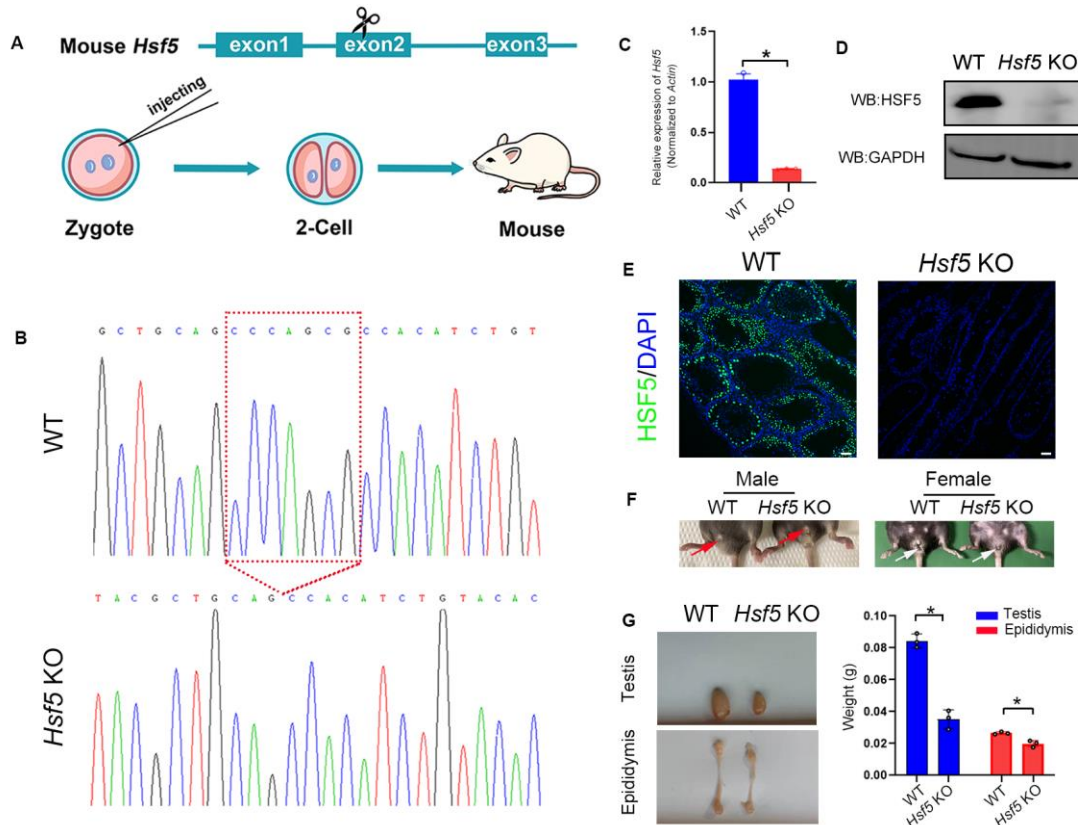 A
Mouse Hsf5
exon1
exon2
exon3
injecting
Zygote
2-Cell
Mouse
B
G C T G C A G C C C A G C G C C A C A T C T G T
WT
T A C G C T G C A G C C A C A T C T G T A C A C
Hsf5 KO
C
Relative expression of Hsf5
(Normalized to Actin)
1.5
1.0
0.5
0.0
*
WT
Hsf5 KO
D
WT Hsf5 KO
WB:HSF5
WB:GAPDH
E
WT
Hsf5 KO
HSF5/DAPI
F
Male
WT Hsf5 KO
Female
WT Hsf5 KO
G
WT Hsf5 KO
Testis
Epididymis
Weight (g)
0.10
0.08
0.06
0.04
0.02
0.00
*
*
Testis
Epididymis
WT
Hsf5 KO
WT
Hsf5 KO